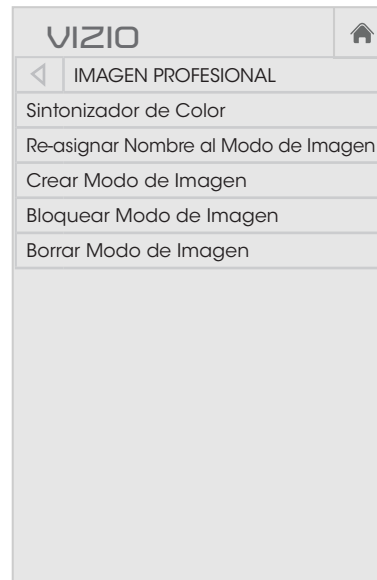 VIZIO
IMAGEN PROFESIONAL
Sintonizador de Color
Re-asignar Nombre al Modo de Imagen
Crear Modo de Imagen
Bloquear Modo de Imagen
Borrar Modo de Imagen